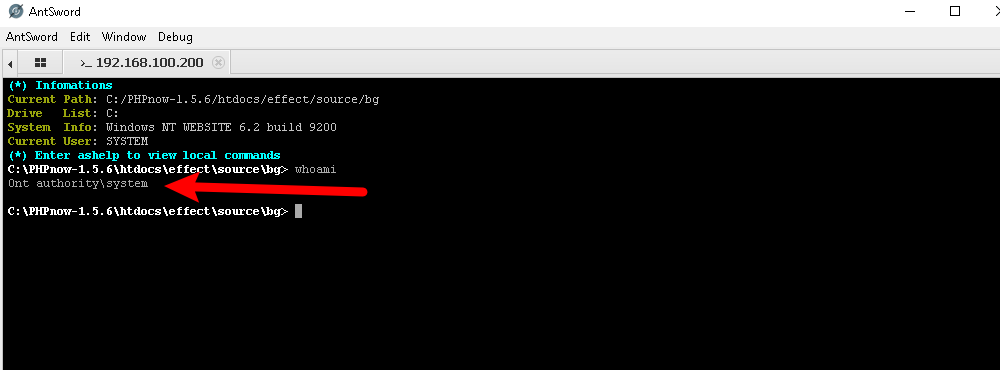 AntSword
AntSword Edit Window Debug
>_ 192.168.100.200
(*) Infomations
Current Path: C:/PHPnow-1.5.6/htdocs/effect/source/bg
Drive List: C:
System Info: Windows NT WEBSITE 6.2 build 9200
Current User: SYSTEM
(*) Enter ashelp to view local commands
C:\PHPnow-1.5.6\htdocs\effect\source\bg> whoami
0nt authority\system
C:\PHPnow-1.5.6\htdocs\effect\source\bg>